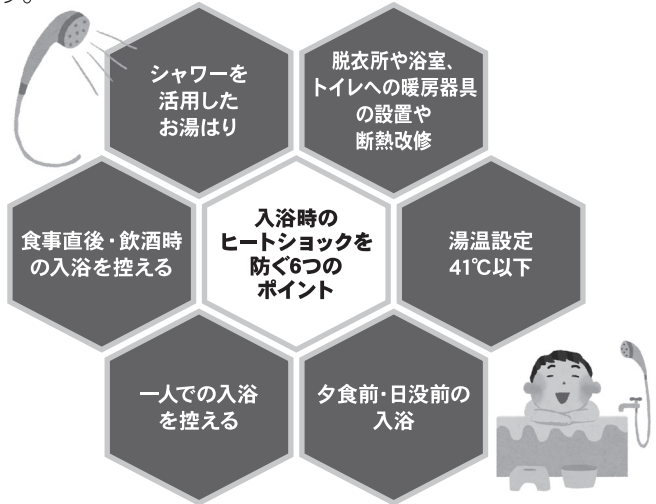 す。
シャワーを
活用した
お湯はり
脱衣所や浴室、
トイレへの暖房器具
の設置や
断熱改修
食事直後・飲酒時
の入浴を控える
入浴時の
ヒートショックを
防ぐ6つの
ポイント
湯温設定
41℃以下
一人での入浴
を控える
夕食前・日没前の
入浴